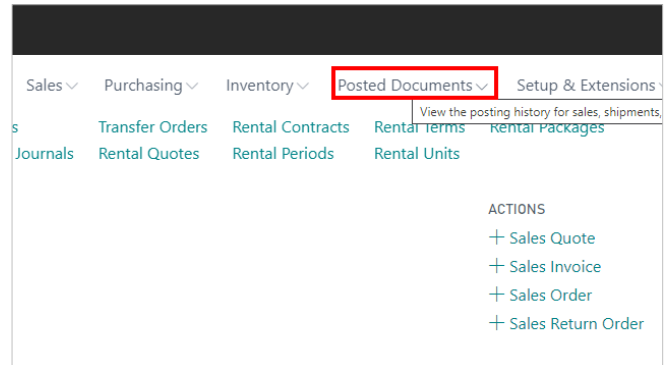 Sales Purchasing Inventory Posted Documents Setup & Extensions
View the posting history for sales, shipments,
s Transfer Orders Rental Contracts Rental Terms Rental Packages
Journals Rental Quotes Rental Periods Rental Units
ACTIONS
+ Sales Quote
+ Sales Invoice
+ Sales Order
+ Sales Return Order